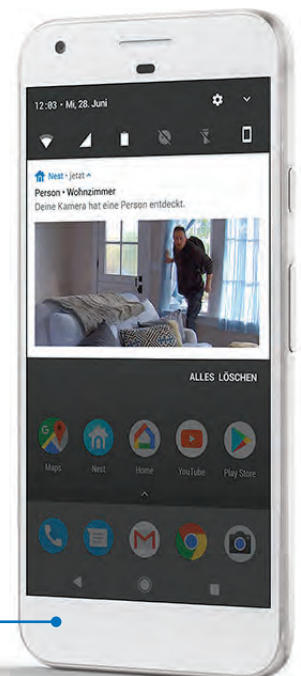 12:03 • Mi, 28. Juni
Nest • jetzt
Person • Wohnzimmer
Deine Kamera hat eine Person entdeckt.
ALLES LÖSCHEN
Maps Nest Home YouTube Play Store